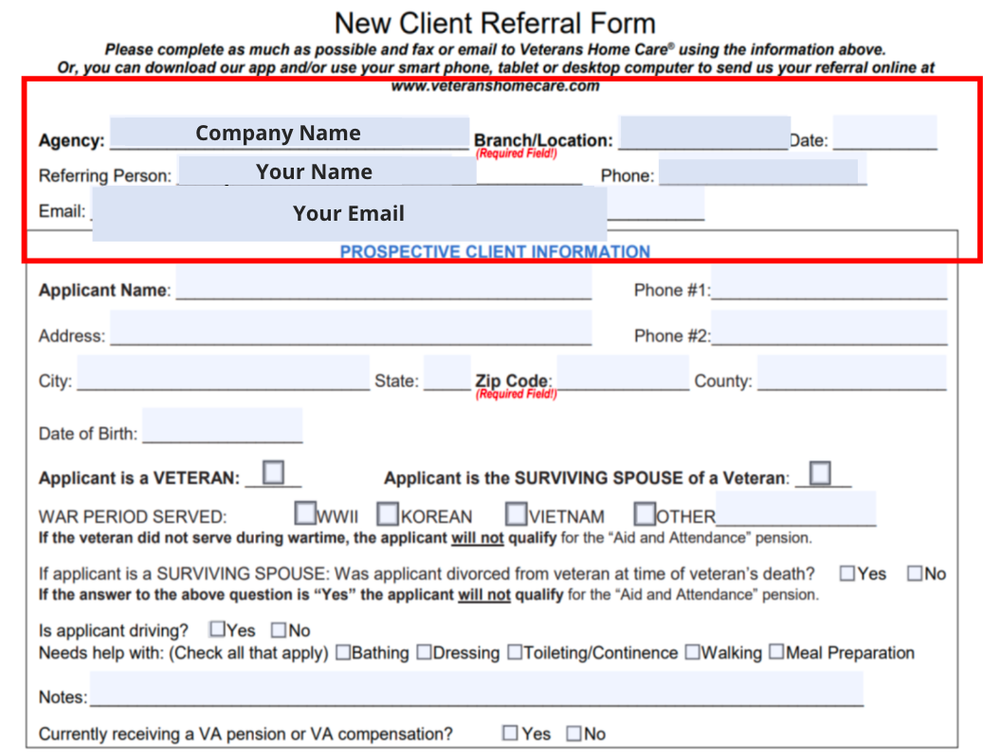 New Client Referral Form
Please complete as much as possible and fax or email to Veterans Home Care® using the information above.
Or, you can download our app and/or use your smart phone, tablet or desktop computer to send us your referral online at
www.veteranshomecare.com
Agency: Company Name Branch/Location: Date:
(Required Field!)
Referring Person: Your Name Phone:
Email: Your Email
PROSPECTIVE CLIENT INFORMATION
Applicant Name: Phone #1:
Address: Phone #2:
City: State: Zip Code: County:
(Required Field!)
Date of Birth:
Applicant is a VETERAN: Applicant is the SURVIVING SPOUSE of a Veteran:
WAR PERIOD SERVED: WWII KOREAN VIETNAM OTHER
If the veteran did not serve during wartime, the applicant will not qualify for the “Aid and Attendance” pension.
If applicant is a SURVIVING SPOUSE: Was applicant divorced from veteran at time of veteran’s death? Yes No
If the answer to the above question is “Yes” the applicant will not qualify for the “Aid and Attendance” pension.
Is applicant driving? Yes No
Needs help with: (Check all that apply) Bathing Dressing Toileting/Continence Walking Meal Preparation
Notes:
Currently receiving a VA pension or VA compensation? Yes No